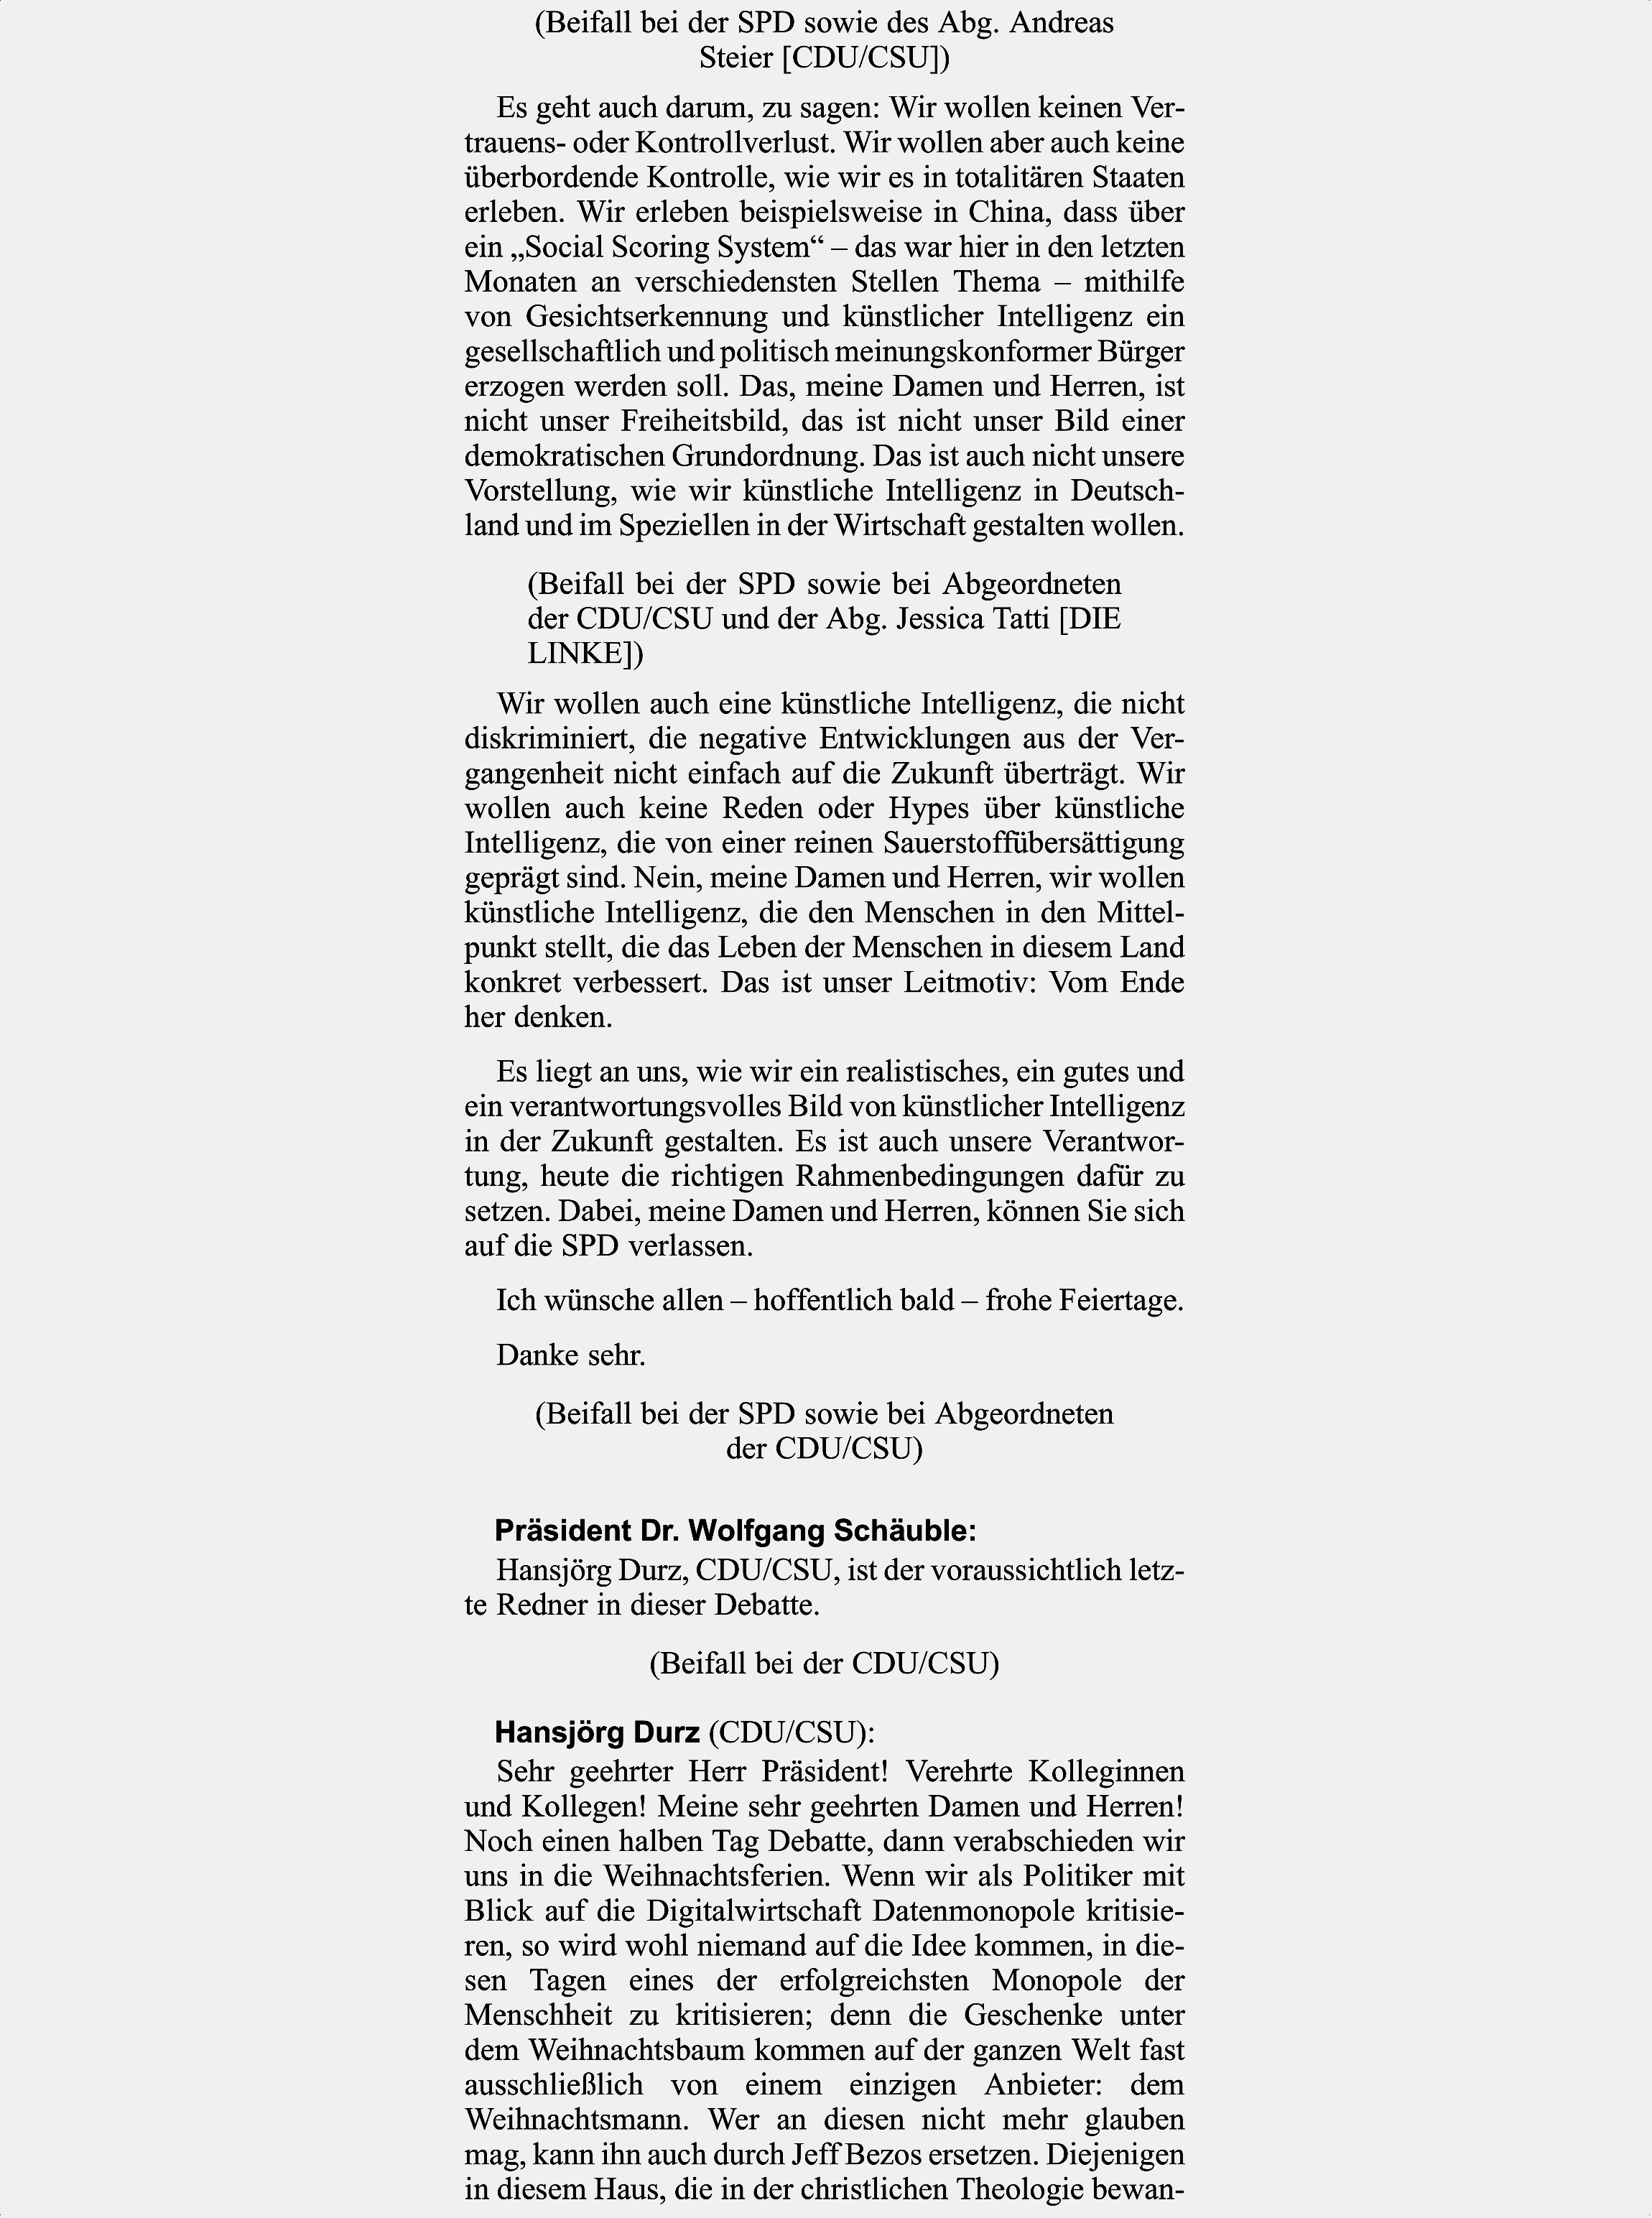 (Beifall bei der SPD sowie des Abg. Andreas
Steier [CDU/CSU])
Es geht auch darum, zu sagen: Wir wollen keinen Ver-
trauens- oder Kontrollverlust. Wir wollen aber auch keine
überbordende Kontrolle, wie wir es in totalitären Staaten
erleben. Wir erleben beispielsweise in China, dass über
ein „Social Scoring System“ – das war hier in den letzten
Monaten an verschiedensten Stellen Thema – mithilfe
von Gesichtserkennung und künstlicher Intelligenz ein
gesellschaftlich und politisch meinungskonformer Bürger
erzogen werden soll. Das, meine Damen und Herren, ist
nicht unser Freiheitsbild, das ist nicht unser Bild einer
demokratischen Grundordnung. Das ist auch nicht unsere
Vorstellung, wie wir künstliche Intelligenz in Deutsch-
land und im Speziellen in der Wirtschaft gestalten wollen.
(Beifall bei der SPD sowie bei Abgeordneten
der CDU/CSU und der Abg. Jessica Tatti [DIE
LINKE])
Wir wollen auch eine künstliche Intelligenz, die nicht
diskriminiert, die negative Entwicklungen aus der Ver-
gangenheit nicht einfach auf die Zukunft überträgt. Wir
wollen auch keine Reden oder Hypes über künstliche
Intelligenz, die von einer reinen Sauerstoffübersättigung
geprägt sind. Nein, meine Damen und Herren, wir wollen
künstliche Intelligenz, die den Menschen in den Mittel-
punkt stellt, die das Leben der Menschen in diesem Land
konkret verbessert. Das ist unser Leitmotiv: Vom Ende
her denken.
Es liegt an uns, wie wir ein realistisches, ein gutes und
ein verantwortungsvolles Bild von künstlicher Intelligenz
in der Zukunft gestalten. Es ist auch unsere Verantwor-
tung, heute die richtigen Rahmenbedingungen dafür zu
setzen. Dabei, meine Damen und Herren, können Sie sich
auf die SPD verlassen.
Ich wünsche allen – hoffentlich bald – frohe Feiertage.
Danke sehr.
(Beifall bei der SPD sowie bei Abgeordneten
der CDU/CSU)
Präsident Dr. Wolfgang Schäuble:
Hansjörg Durz, CDU/CSU, ist der voraussichtlich letz-
te Redner in dieser Debatte.
(Beifall bei der CDU/CSU)
Hansjörg Durz (CDU/CSU):
Sehr geehrter Herr Präsident! Verehrte Kolleginnen
und Kollegen! Meine sehr geehrten Damen und Herren!
Noch einen halben Tag Debatte, dann verabschieden wir
uns in die Weihnachtsferien. Wenn wir als Politiker mit
Blick auf die Digitalwirtschaft Datenmonopole kritisie-
ren, so wird wohl niemand auf die Idee kommen, in die-
sen Tagen eines der erfolgreichsten Monopole der
Menschheit zu kritisieren; denn die Geschenke unter
dem Weihnachtsbaum kommen auf der ganzen Welt fast
ausschließlich von einem einzigen Anbieter: dem
Weihnachtsmann. Wer an diesen nicht mehr glauben
mag, kann ihn auch durch Jeff Bezos ersetzen. Diejenigen
in diesem Haus, die in der christlichen Theologie bewan-